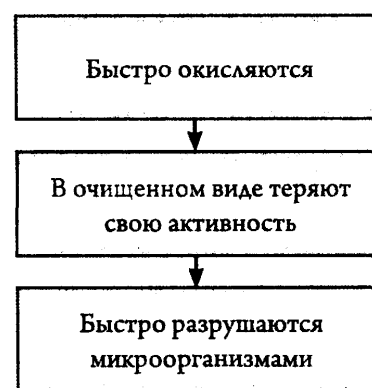 Быстро окисляются
В очищенном виде теряют
свою активность
Быстро разрушаются
микроорганизмами